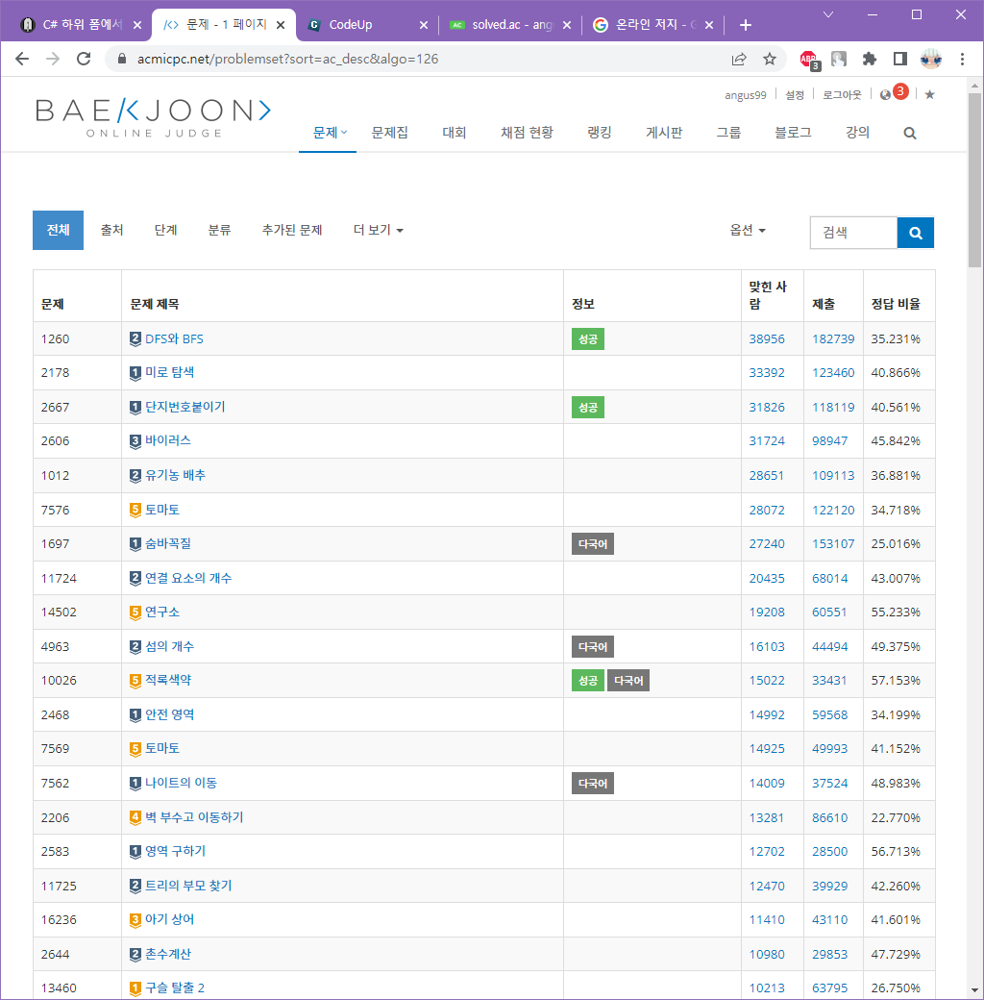 C# 하위 폼에서
문제 - 1 페이지
CodeUp
solved.ac - ang
온라인 저지 - G
acmicpc.net/problemset?sort=ac_desc&algo=126
ABP 3
angus99 설정 로그아웃 3
BAEKJOON>
ONLINE JUDGE
문제 문제집 대회 채점 현황 랭킹 게시판 그룹 블로그 강의
전체 출처 단계 분류 추가된 문제 더 보기 옵션 검색
문제 문제 제목 정보 맞힌 사람 제출 정답 비율
1260 2 DFS와 BFS 성공 38956 182739 35.231%
2178 1 미로 탐색 33392 123460 40.866%
2667 1 단지번호붙이기 성공 31826 118119 40.561%
2606 3 바이러스 31724 98947 45.842%
1012 2 유기농 배추 28651 109113 36.881%
7576 5 토마토 28072 122120 34.718%
1697 1 숨바꼭질 다국어 27240 153107 25.016%
11724 2 연결 요소의 개수 20435 68014 43.007%
14502 5 연구소 19208 60551 55.233%
4963 2 섬의 개수 다국어 16103 44494 49.375%
10026 5 적록색약 성공 다국어 15022 33431 57.153%
2468 1 안전 영역 14992 59568 34.199%
7569 5 토마토 14925 49993 41.152%
7562 1 나이트의 이동 다국어 14009 37524 48.983%
2206 4 벽 부수고 이동하기 13281 86610 22.770%
2583 1 영역 구하기 12702 28500 56.713%
11725 2 트리의 부모 찾기 12470 39929 42.260%
16236 3 아기 상어 11410 43110 41.601%
2644 2 촌수계산 10980 29853 47.729%
13460 1 구슬 탈출 2 10213 63795 26.750%